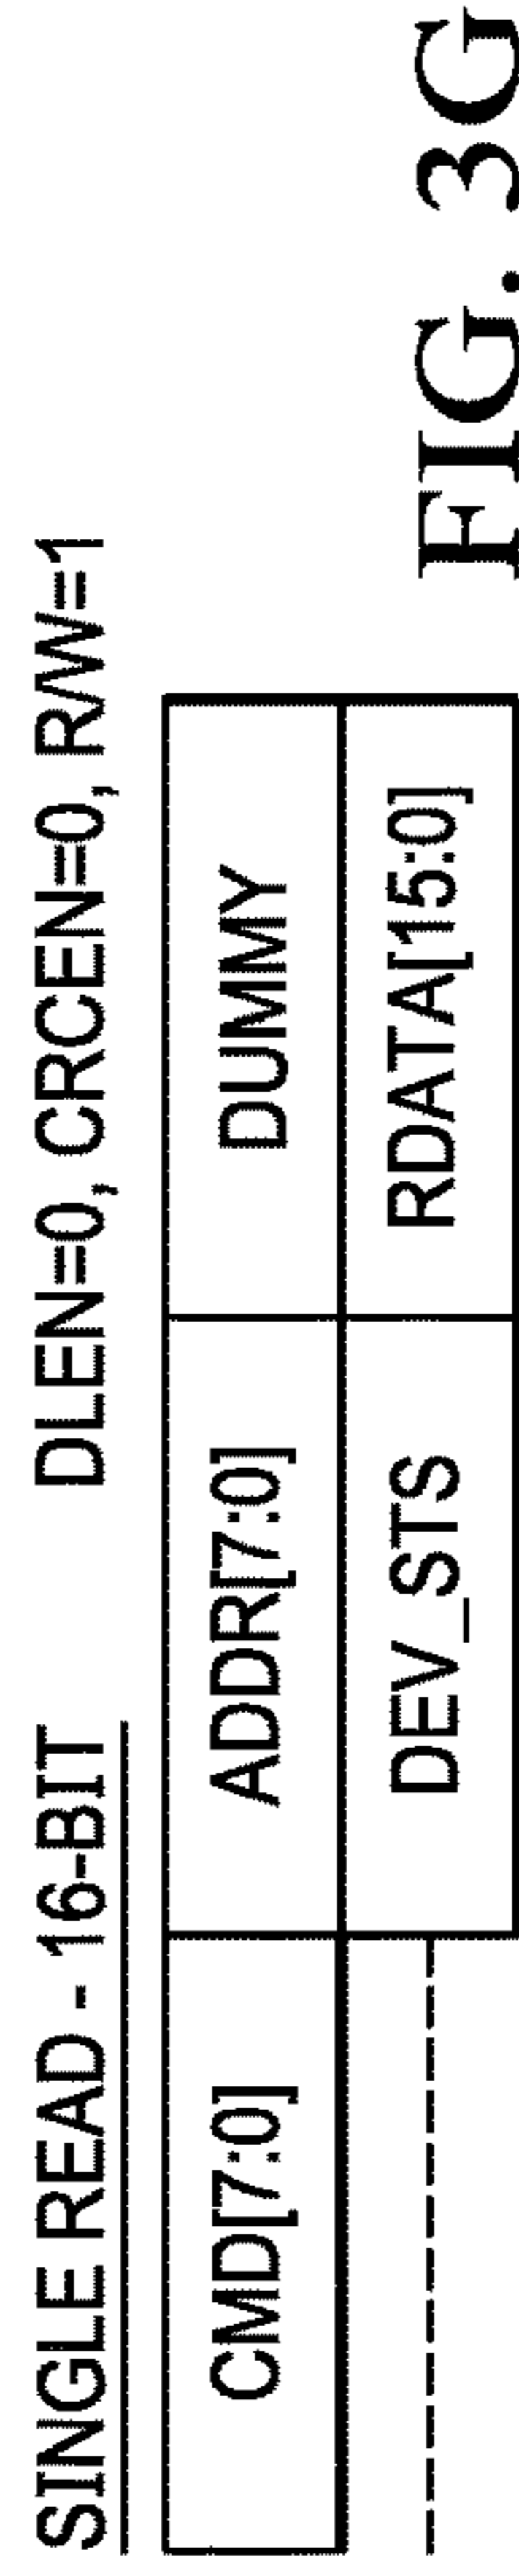 SINGLE READ - 16-BIT DLEN=0, CRCEN=0, R/W=1
CMD[7:0] ADDR[7:0] DUMMY
DEV_STS RDATA[15:0]
FIG. 3G